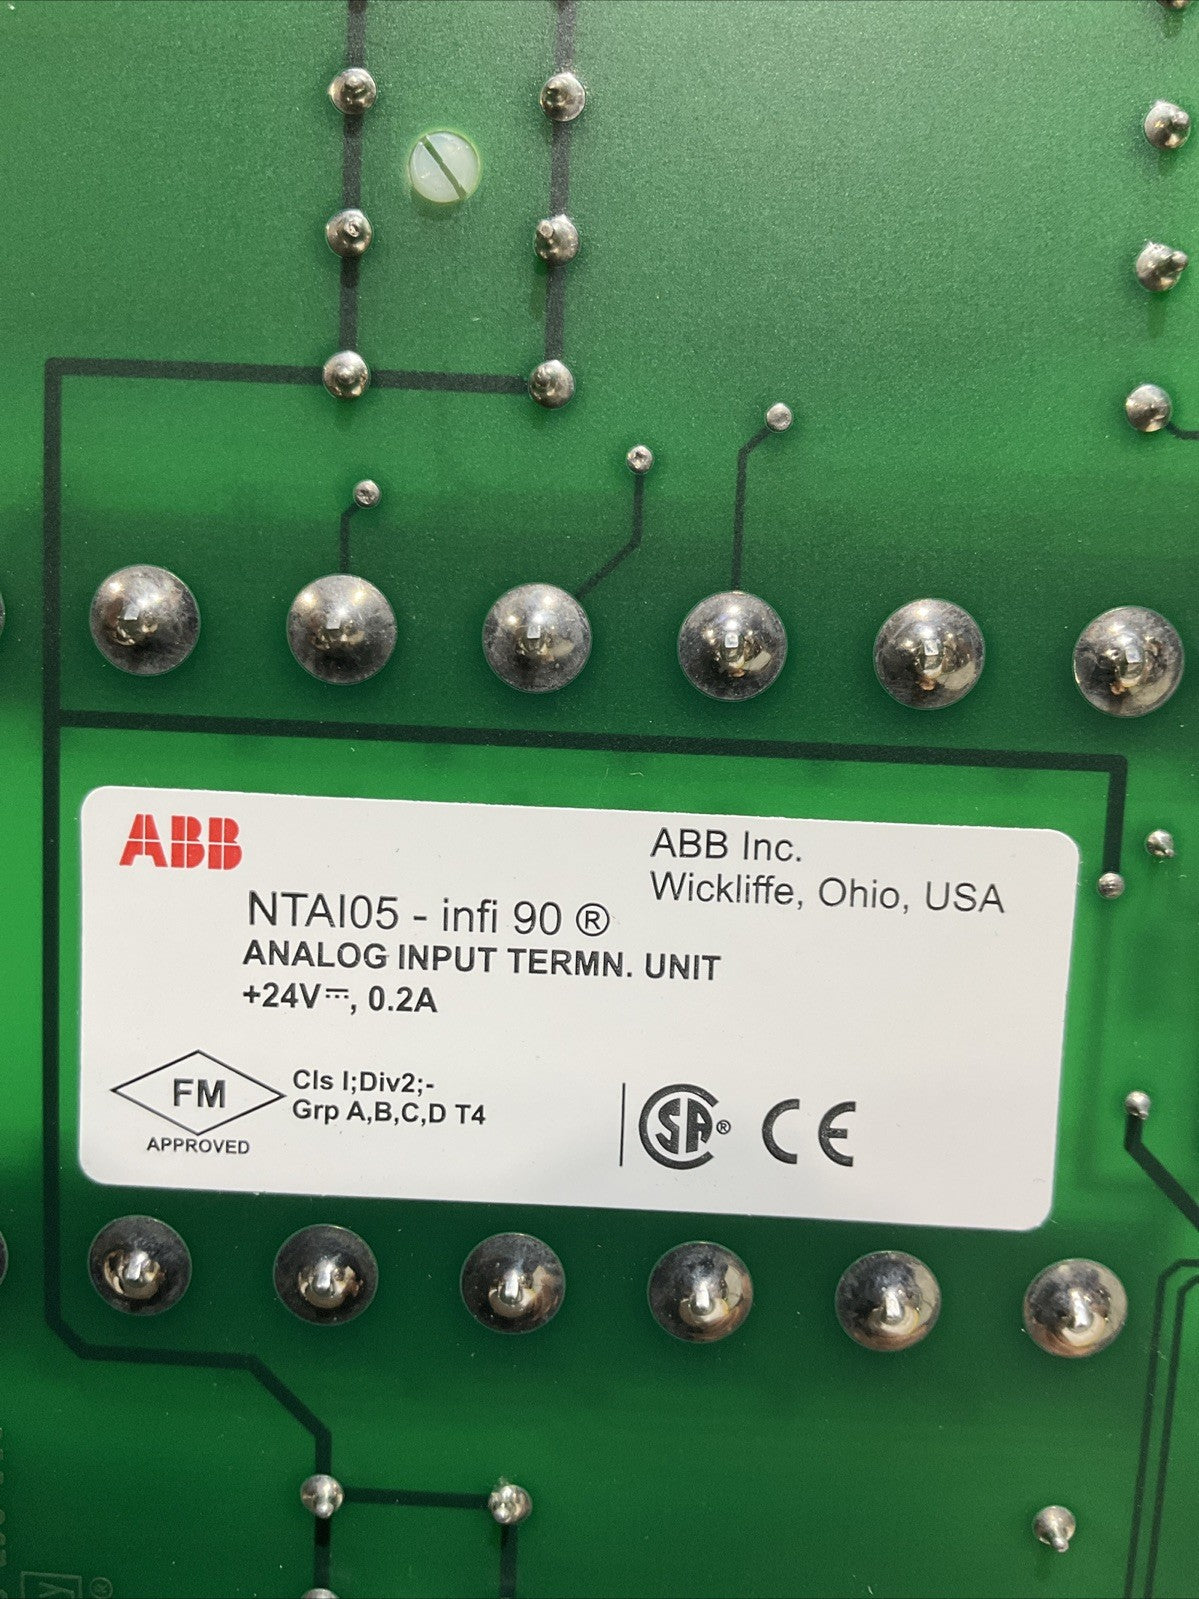 ABB
ABB Inc.
Wickliffe, Ohio, USA
NTAI05 - infi 90 ®
ANALOG INPUT TERMN. UNIT
+24V⎓, 0.2A
FM
APPROVED
Cls I;Div2;-
Grp A,B,C,D T4
CSA®
CE